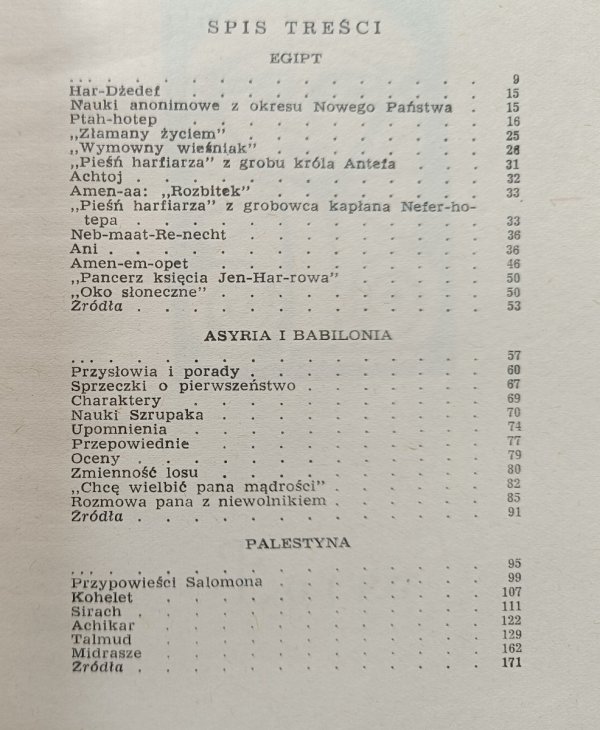 SPIS TREŚCI
EGIPT
... . . . . . . . . . . . . . 9
Har-Dżedef . . . . . . . . . . . 15
Nauki anonimowe z okresu Nowego Państwa . 15
Ptah-hotep . . . . . . . . . . . 16
„Złamany życiem” . . . . . . . . . 25
„Wymowny wieśniak” . . . . . . . . 26
„Pieśń harfiarza” z grobu króla Antefa . . . 31
Achtoj . . . . . . . . . . . . . 32
Amen-aa: „Rozbitek” . . . . . . . . 33
„Pieśń harfiarza” z grobowca kapłana Nefer-ho-
tepa . . . . . . . . . . . . . 33
Neb-maat-Re-necht . . . . . . . . . 36
Ani . . . . . . . . . . . . . . 36
Amen-em-opet . . . . . . . . . . 46
„Pancerz księcia Jen-Har-rowa” . . . . . 50
„Oko słoneczne” . . . . . . . . . . 50
Źródła . . . . . . . . . . . . . 53
ASYRIA I BABILONIA
... . . . . . . . . . . . . . 57
Przysłowia i porady . . . . . . . . . 60
Sprzeczki o pierwszeństwo . . . . . . . 67
Charaktery . . . . . . . . . . . 69
Nauki Szrupaka . . . . . . . . . . 70
Upomnienia . . . . . . . . . . . 74
Przepowiednie . . . . . . . . . . 77
Oceny . . . . . . . . . . . . . 79
Zmienność losu . . . . . . . . . . 80
„Chcę wielbić pana mądrości” . . . . . . 82
Rozmowa pana z niewolnikiem . . . . . . 85
Źródła . . . . . . . . . . . . . 91
PALESTYNA
... . . . . . . . . . . . . . 95
Przypowieści Salomona . . . . . . . . 99
Kohelet . . . . . . . . . . . . 107
Sirach . . . . . . . . . . . . . 111
Achikar . . . . . . . . . . . . 122
Talmud . . . . . . . . . . . . 129
Midrasze . . . . . . . . . . . . 162
Źródła . . . . . . . . . . . . . 171